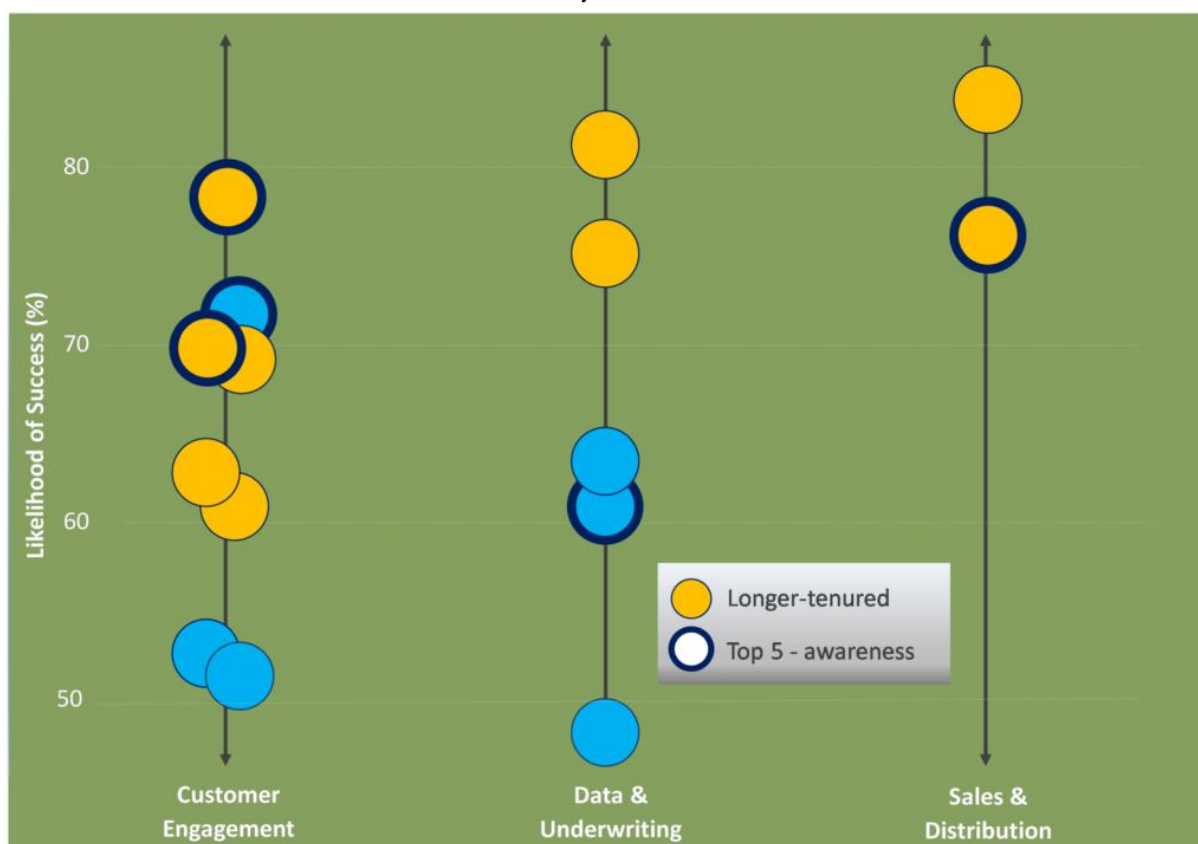 80
70
60
50
Likelihood of Success (%)
Longer-tenured
Top 5 - awareness
Customer
Engagement
Data &
Underwriting
Sales &
Distribution